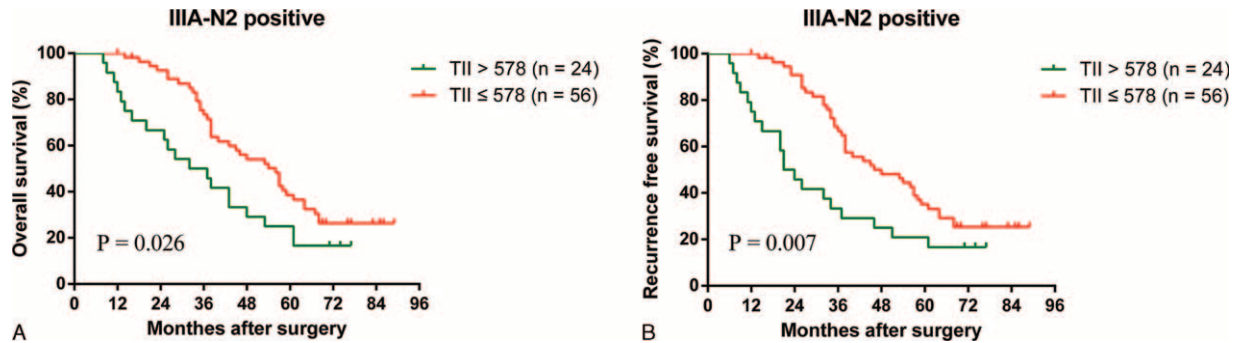 IIIA-N2 positive
Overall survival (%)
100
80
60
40
20
0
0 12 24 36 48 60 72 84 96
Monthes after surgery
P = 0.026
TII > 578 (n = 24)
TII ≤ 578 (n = 56)
A
IIIA-N2 positive
Recurrence free survival (%)
100
80
60
40
20
0
0 12 24 36 48 60 72 84 96
Monthes after surgery
P = 0.007
TII > 578 (n = 24)
TII ≤ 578 (n = 56)
B